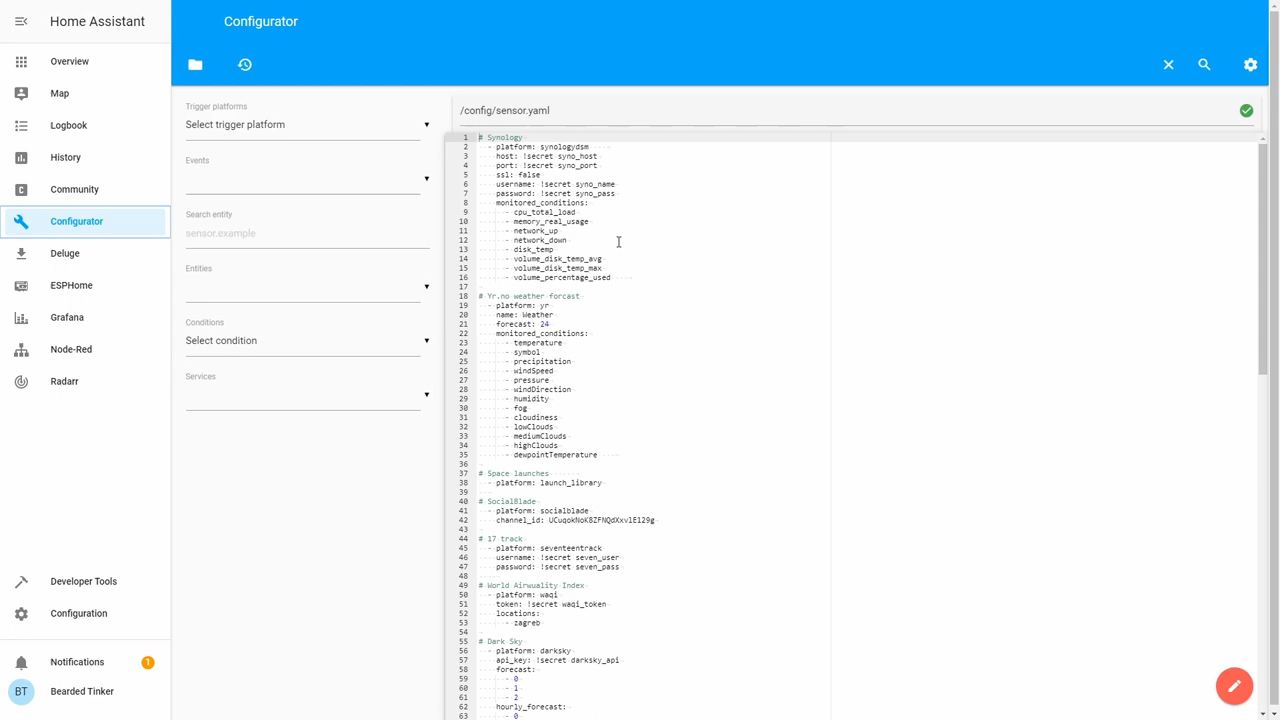 Home Assistant
Configurator
Overview
Map
Logbook
History
Community
Configurator
Deluge
ESPHome
Grafana
Node-Red
Radarr
Developer Tools
Configuration
Notifications 1
BT Bearded Tinker
Trigger platforms
Select trigger platform
Events
Search entity
sensor.example
Entities
Conditions
Select condition
Services
/config/sensor.yaml
1 # Synology
2 - platform: synologydsm
3 host: !secret syno_host
4 port: !secret syno_port
5 ssl: false
6 username: !secret syno_name
7 password: !secret syno_pass
8 monitored_conditions:
9 - cpu_total_load
10 - memory_real_usage
11 - network_up
12 - network_down
13 - disk_temp
14 - volume_disk_temp_avg
15 - volume_disk_temp_max
16 - volume_percentage_used
17
18 # Yr.no weather forcast
19 - platform: yr
20 name: Weather
21 forecast: 24
22 monitored_conditions:
23 - temperature
24 - symbol
25 - precipitation
26 - windSpeed
27 - pressure
28 - windDirection
29 - humidity
30 - fog
31 - cloudiness
32 - lowClouds
33 - mediumClouds
34 - highClouds
35 - dewpointTemperature
36
37 # Space launches
38 - platform: launch_library
39
40 # SocialBlade
41 - platform: socialblade
42 channel_id: UCuqokNoK8ZFNQdXxvlE129g
43
44 # 17 track
45 - platform: seventeentrack
46 username: !secret seven_user
47 password: !secret seven_pass
48
49 # World Airwuality Index
50 - platform: waqi
51 token: !secret waqi_token
52 locations:
53 - zagreb
54
55 # Dark Sky
56 - platform: darksky
57 api_key: !secret darksky_api
58 forecast:
59 - 0
60 - 1
61 - 2
62 hourly_forecast:
63 - 0